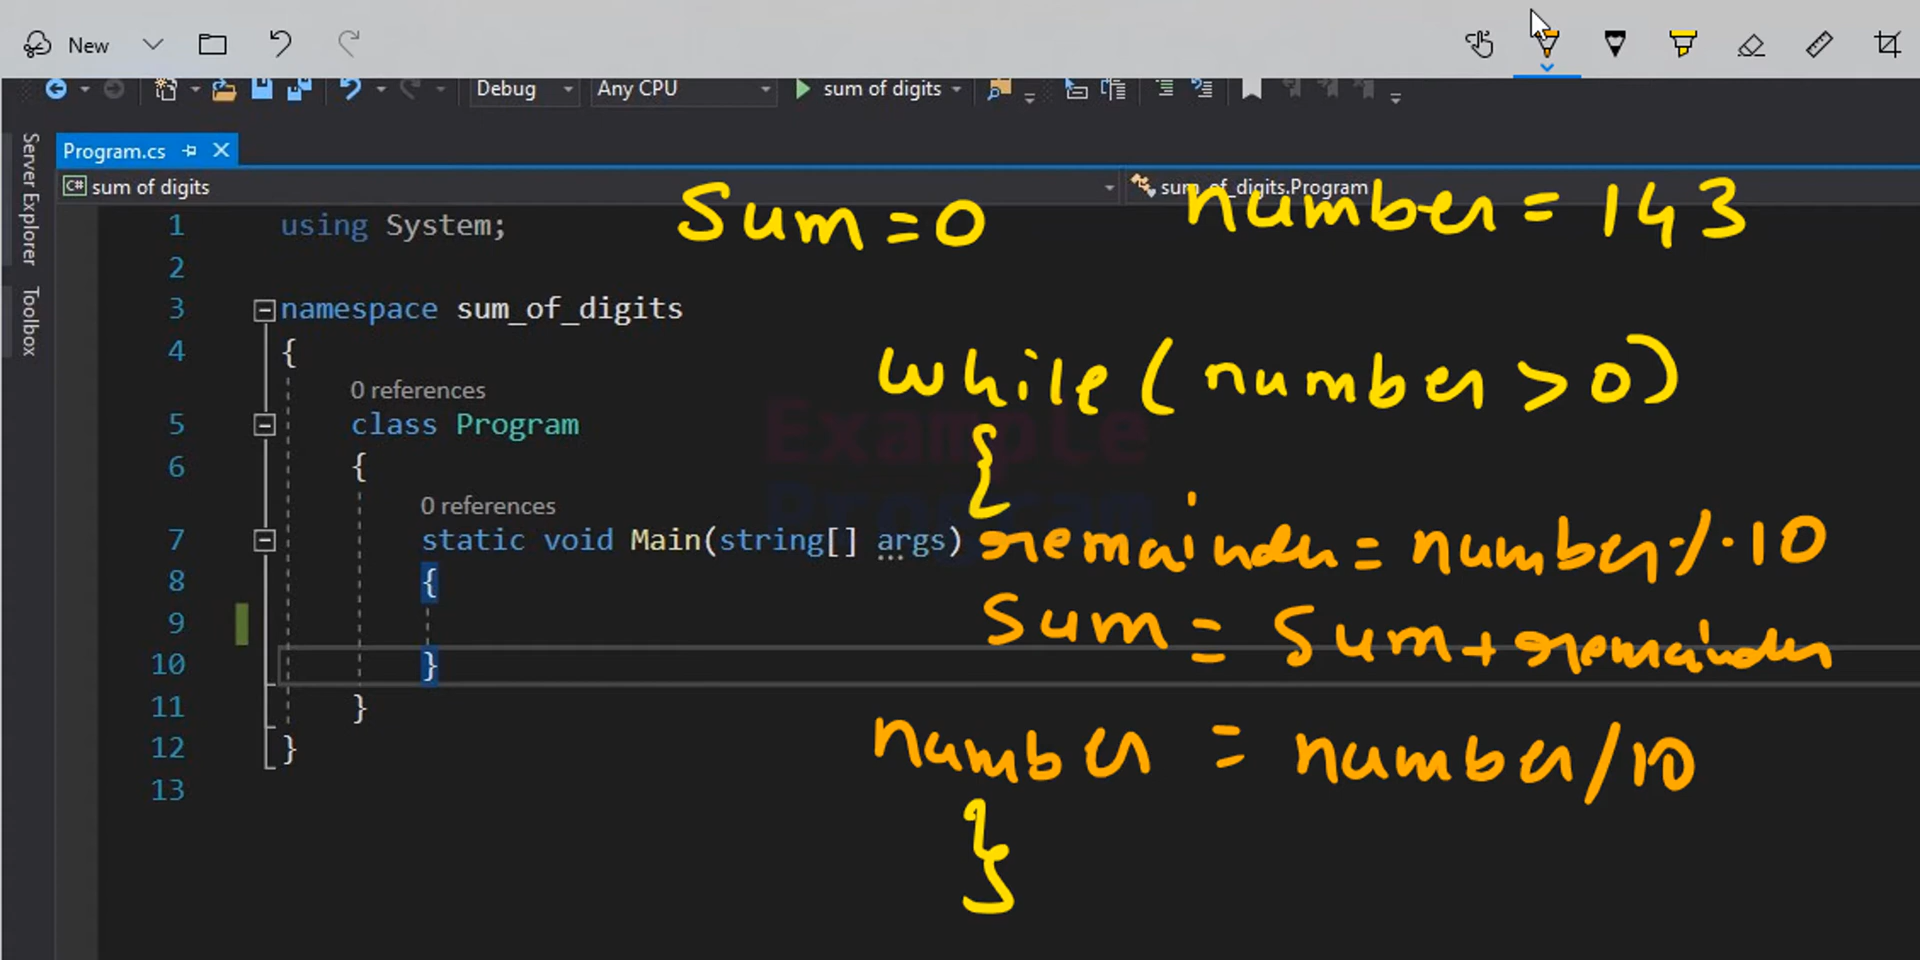 New
Debug Any CPU sum of digits
Server Explorer
Toolbox
Program.cs
C# sum of digits sum_of_digits.Program
Sum = 0 number = 143
1 using System;
2
3 namespace sum_of_digits
4 {
while (number > 0)
0 references
5 class Program
Example
6 {
{
0 references
Program
7 static void Main(string[] args)
remainder = number % 10
8 {
9
Sum = Sum + remainder
10 }
11 }
12 }
number = number / 10
13
}